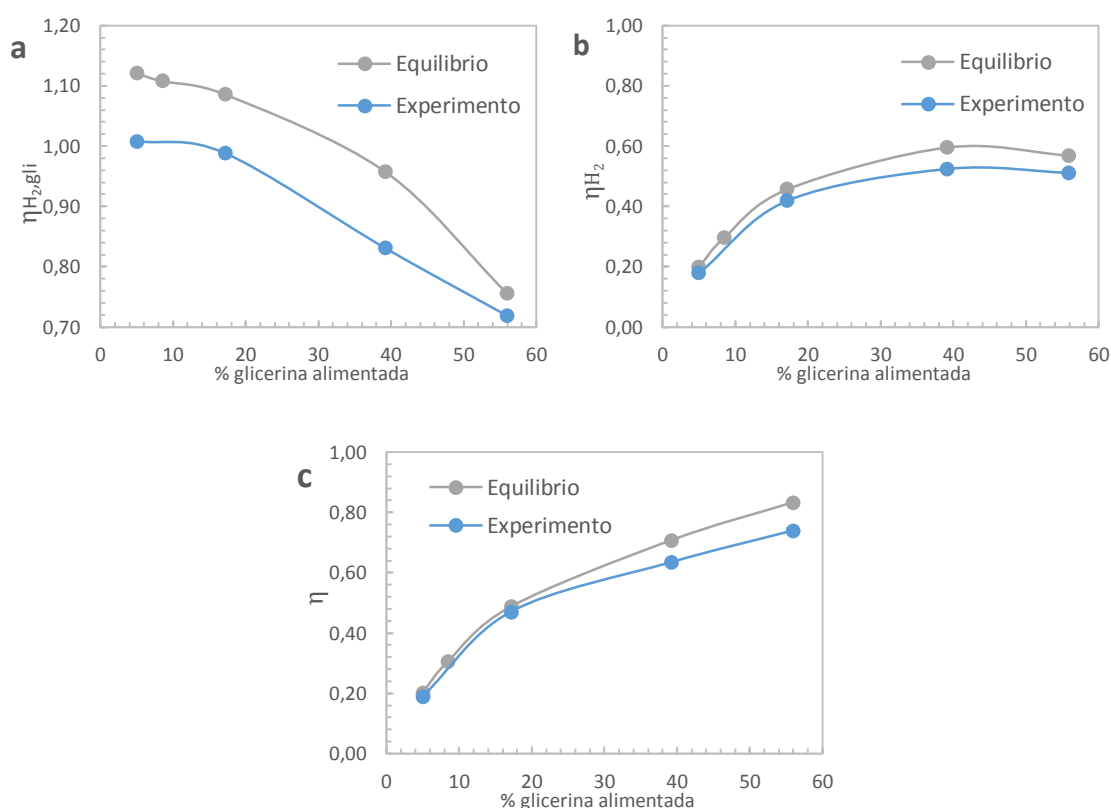 a
1,20
1,10
1,00
0,90
0,80
0,70
ηH2,gli
Equilibrio
Experimento
0 10 20 30 40 50 60
% glicerina alimentada
b
1,00
0,80
0,60
0,40
0,20
0,00
ηH2
Equilibrio
Experimento
0 10 20 30 40 50 60
% glicerina alimentada
c
1,00
0,80
0,60
0,40
0,20
0,00
η
Equilibrio
Experimento
0 10 20 30 40 50 60
% glicerina alimentada